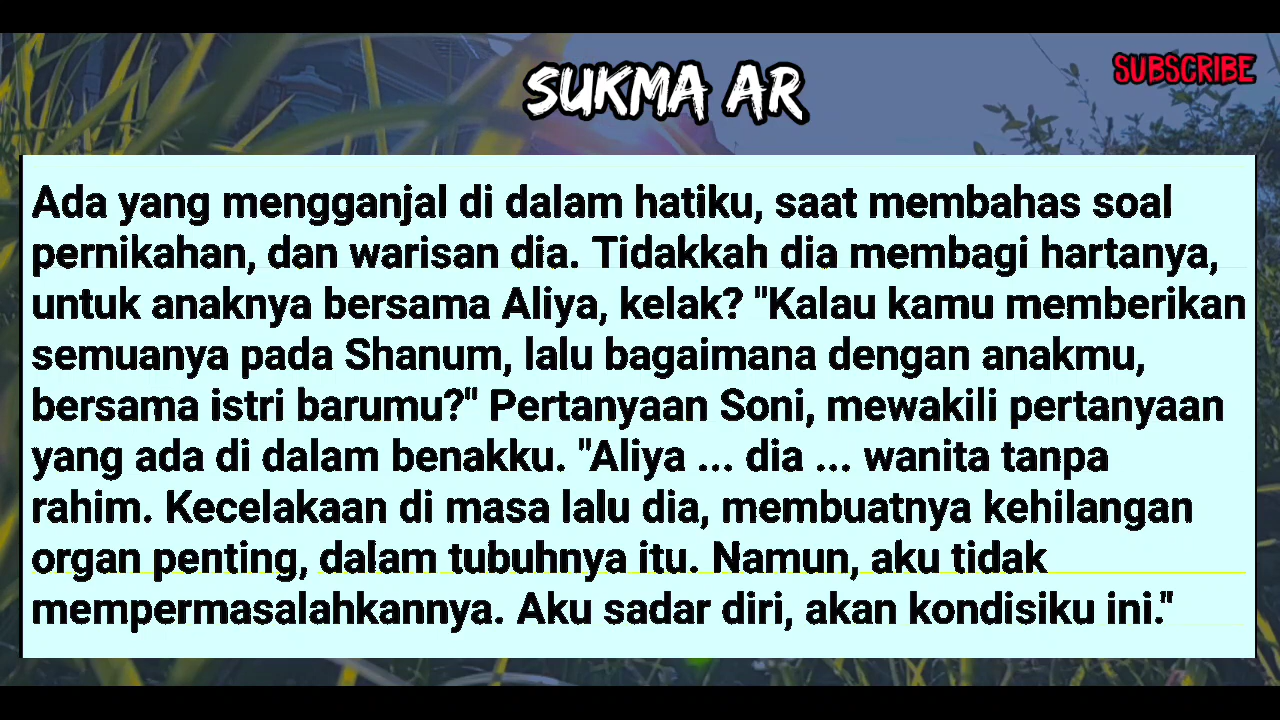 SUKMA AR
SUBSCRIBE
Ada yang mengganjal di dalam hatiku, saat membahas soal
pernikahan, dan warisan dia. Tidakkah dia membagi hartanya,
untuk anaknya bersama Aliya, kelak? "Kalau kamu memberikan
semuanya pada Shanum, lalu bagaimana dengan anakmu,
bersama istri barumu?" Pertanyaan Soni, mewakili pertanyaan
yang ada di dalam benakku. "Aliya ... dia ... wanita tanpa
rahim. Kecelakaan di masa lalu dia, membuatnya kehilangan
organ penting, dalam tubuhnya itu. Namun, aku tidak
mempermasalahkannya. Aku sadar diri, akan kondisiku ini."